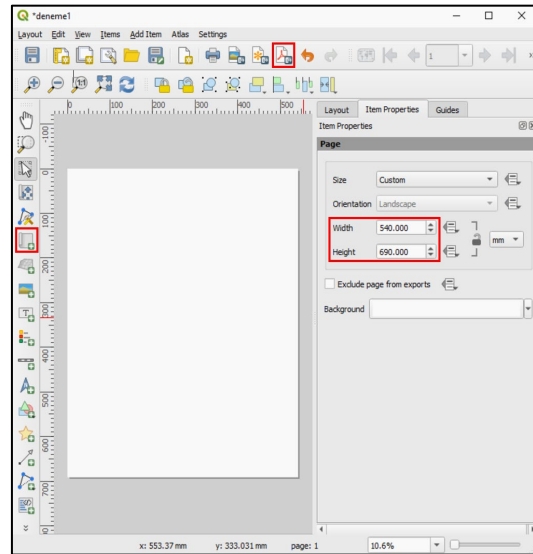 *deneme1
Layout Edit View Items Add Item Atlas Settings
1
0 100 200 300 400 500
Layout Item Properties Guides
Item Properties
Page
Size Custom
Orientation Landscape
Width 540.000
mm
Height 690.000
Exclude page from exports
Background
-100
0
100
200
300
400
500
600
700
x: 553.37 mm y: 333.031 mm page: 1 10.6%